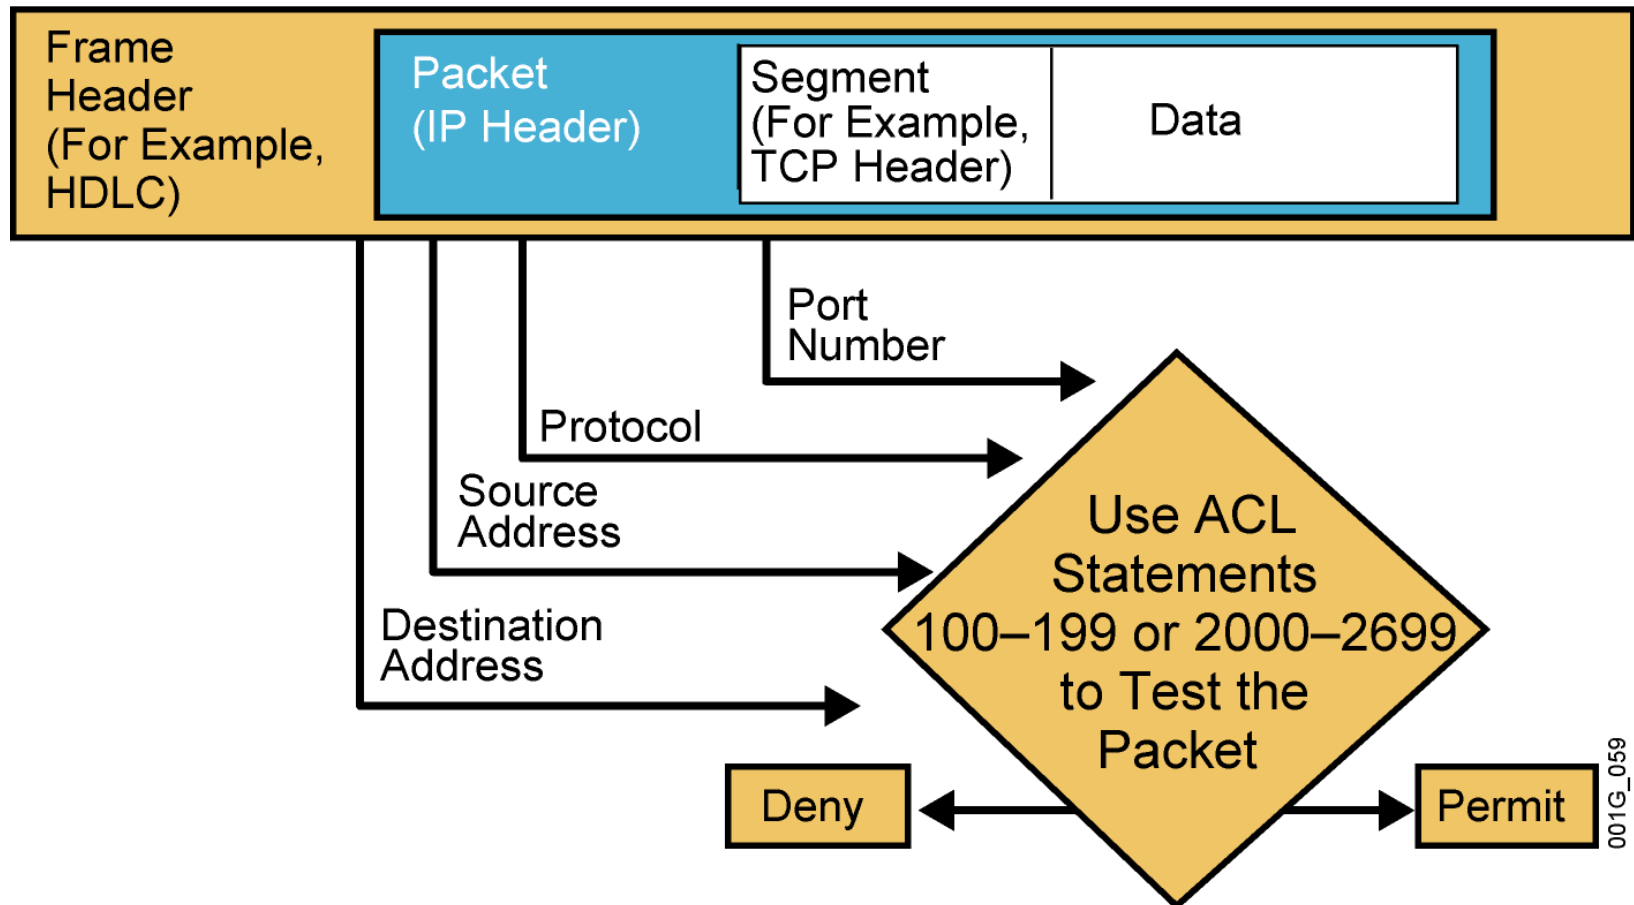 Frame
Header
(For Example,
HDLC)
Packet
(IP Header)
Segment
(For Example,
TCP Header)
Data
Port
Number
Protocol
Source
Address
Destination
Address
Use ACL
Statements
100–199 or 2000–2699
to Test the
Packet
Deny
Permit
001G_059